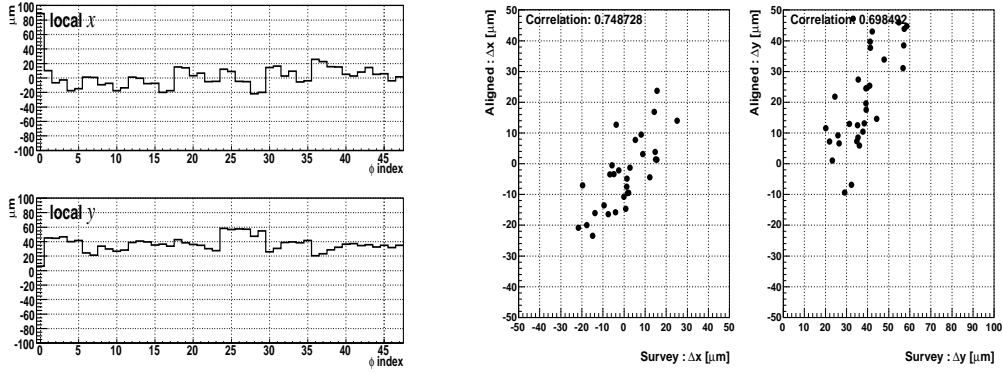 μm
100
80
60
40
20
0
-20
-40
-60
-80
-100
local x
0 5 10 15 20 25 30 35 40 45
φ index
μm
100
80
60
40
20
0
-20
-40
-60
-80
-100
local y
0 5 10 15 20 25 30 35 40 45
φ index
Aligned : Δx [μm]
50
40
30
20
10
0
-10
-20
-30
-40
-50
Correlation: 0.748728
-50 -40 -30 -20 -10 0 10 20 30 40 50
Survey : Δx [μm]
Aligned : Δy [μm]
50
40
30
20
10
0
-10
-20
-30
-40
-50
Correlation: 0.698492
0 10 20 30 40 50 60 70 80 90 100
Survey : Δy [μm]